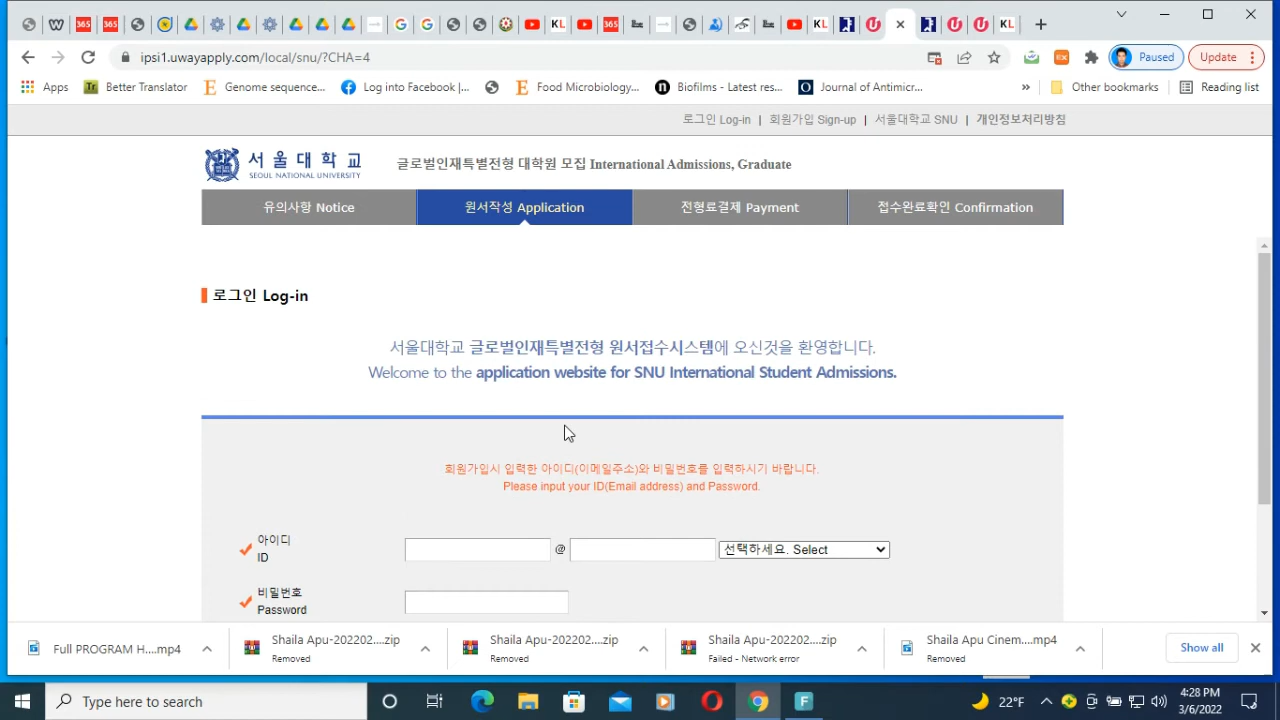 ipsi1.uwayapply.com/local/snu/?CHA=4
Paused
Update
Apps
Better Translator
Genome sequence...
Log into Facebook |...
Food Microbiology...
Biofilms - Latest res...
Journal of Antimicr...
»
Other bookmarks
Reading list
로그인 Log-in | 회원가입 Sign-up | 서울대학교 SNU | 개인정보처리방침
서울대학교
SEOUL NATIONAL UNIVERSITY
글로벌인재특별전형 대학원 모집 International Admissions, Graduate
유의사항 Notice
원서작성 Application
전형료결제 Payment
접수완료확인 Confirmation
로그인 Log-in
서울대학교 글로벌인재특별전형 원서접수시스템에 오신것을 환영합니다.
Welcome to the application website for SNU International Student Admissions.
회원가입시 입력한 아이디(이메일주소)와 비밀번호를 입력하시기 바랍니다.
Please input your ID(Email address) and Password.
아이디
ID
@
선택하세요. Select
비밀번호
Password
Full PROGRAM H....mp4
Shaila Apu-202202....zip
Removed
Shaila Apu-202202....zip
Removed
Shaila Apu-202202....zip
Failed - Network error
Shaila Apu Cinem....mp4
Removed
Show all
Type here to search
22°F
4:28 PM
3/6/2022